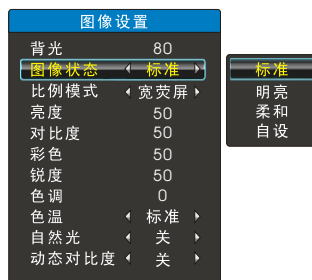 图像设置
背光 80
图像状态 标准
比例模式 宽荧屏
亮度 50
对比度 50
彩色 50
锐度 50
色调 0
色温 标准
自然光 关
动态对比度 关
标准
明亮
柔和
自设